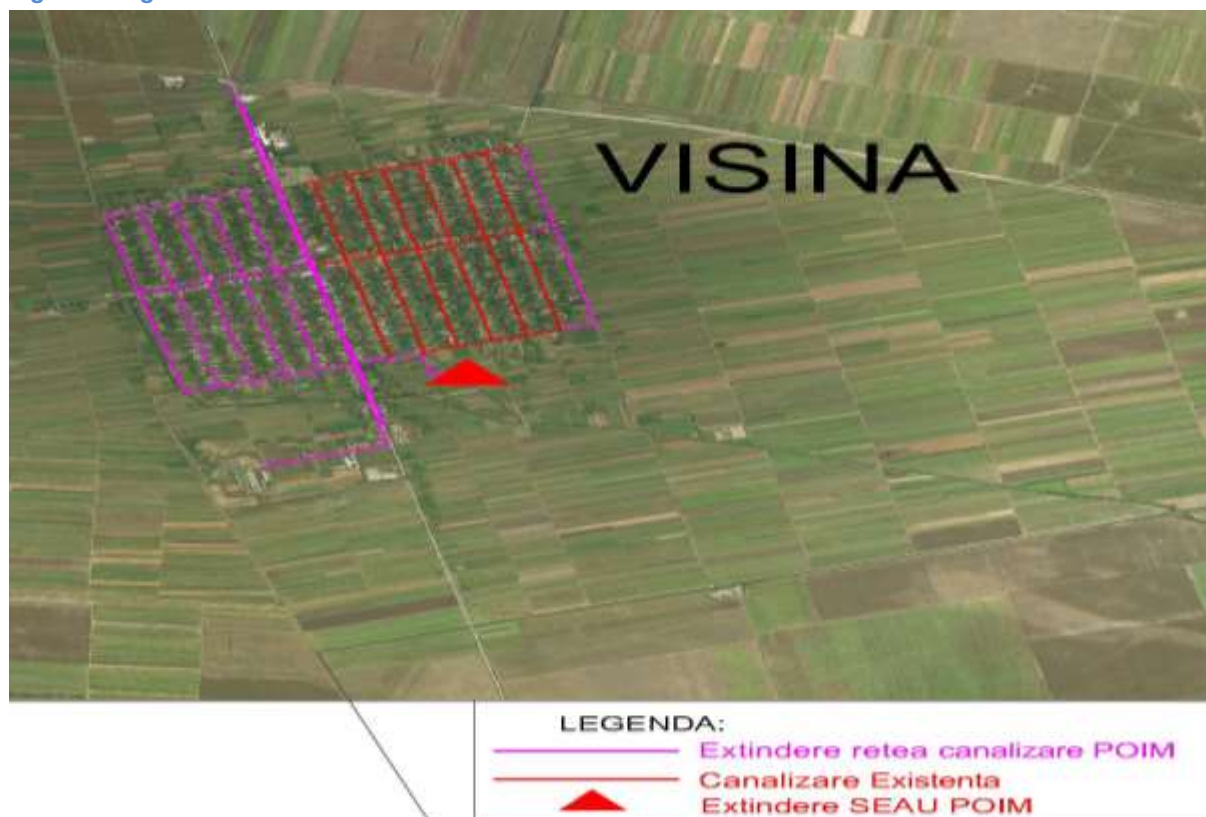 VISINA
LEGENDA:
Extindere retea canalizare POIM
Canalizare Existenta
Extindere SEAU POIM